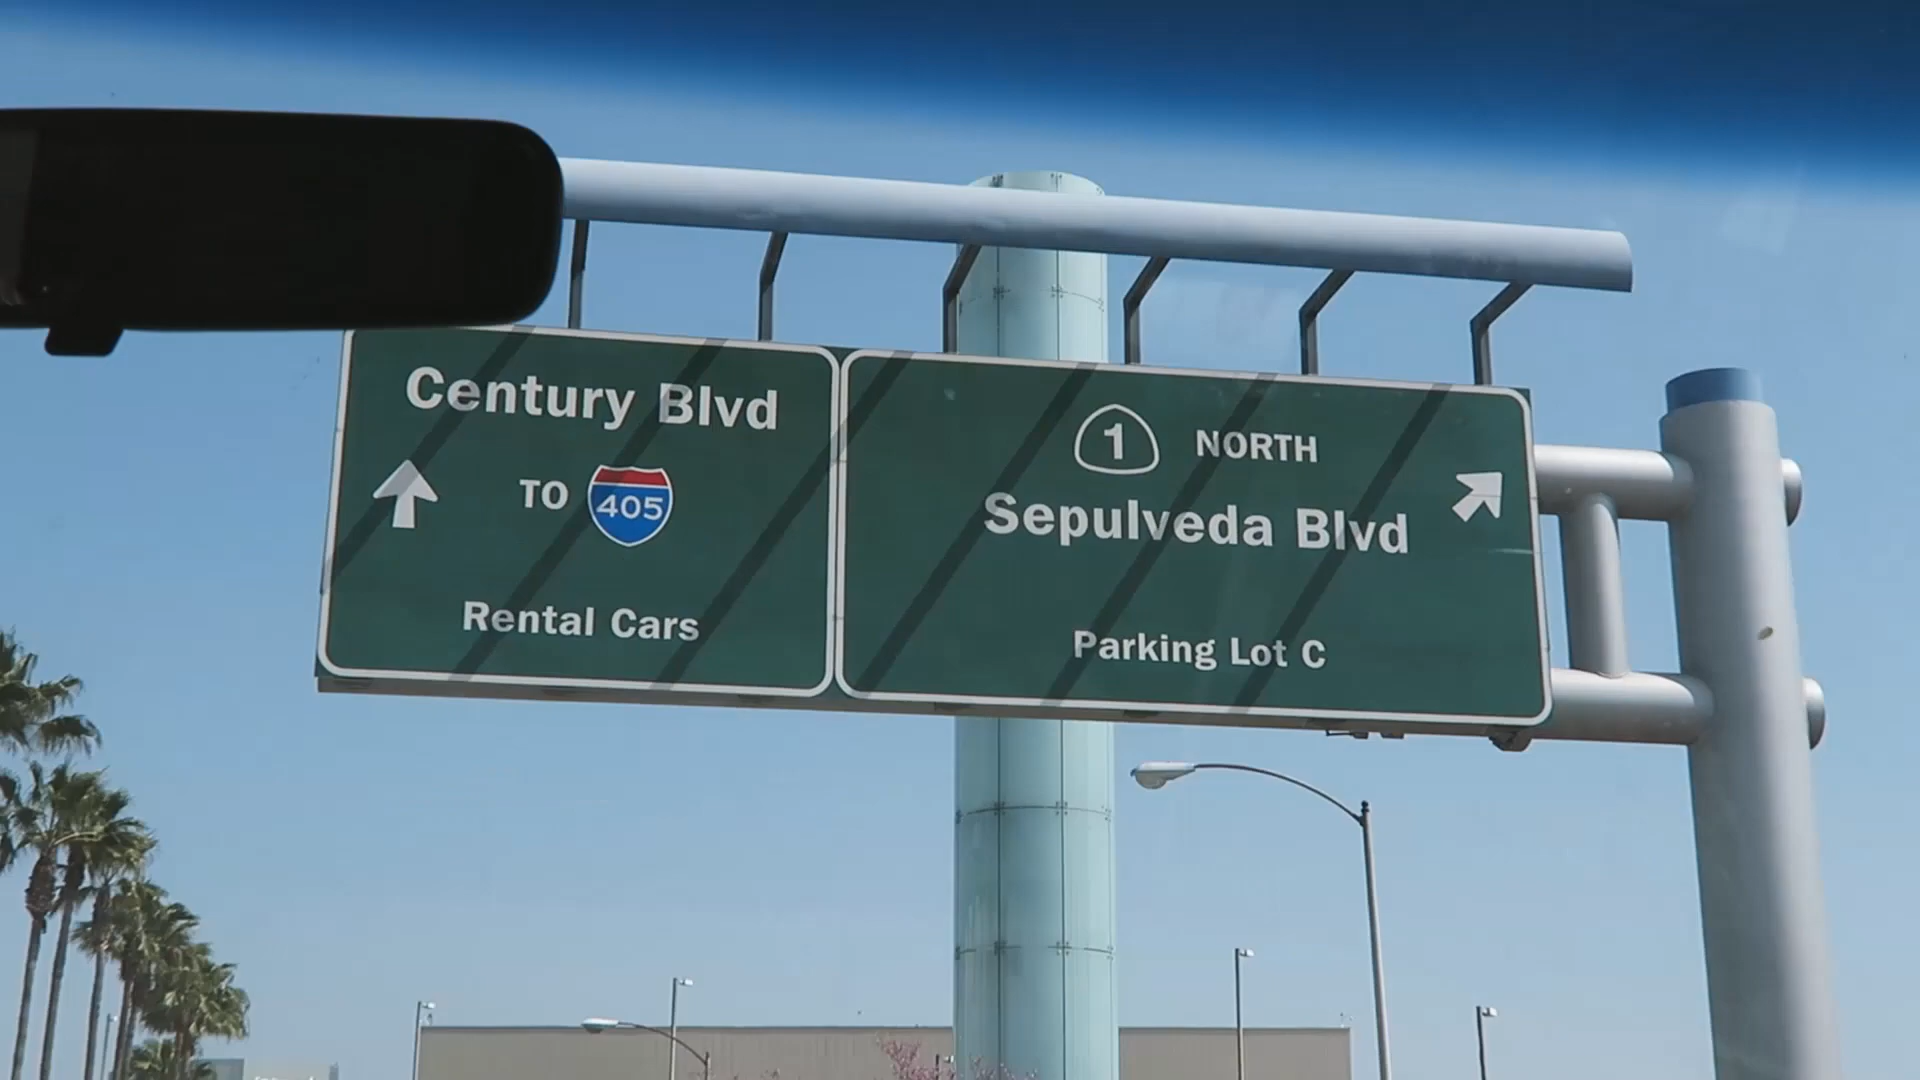 Century Blvd
TO 405
Rental Cars
1 NORTH
Sepulveda Blvd
Parking Lot C